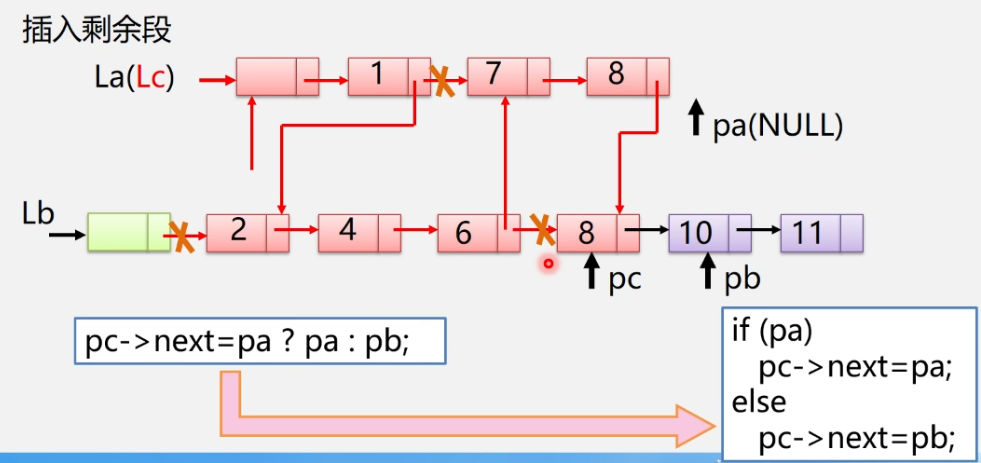 插入剩余段
La(Lc)
1 7 8
pa(NULL)
Lb
2 4 6 8 10 11
pc pb
pc->next=pa ? pa : pb;
if (pa)
pc->next=pa;
else
pc->next=pb;